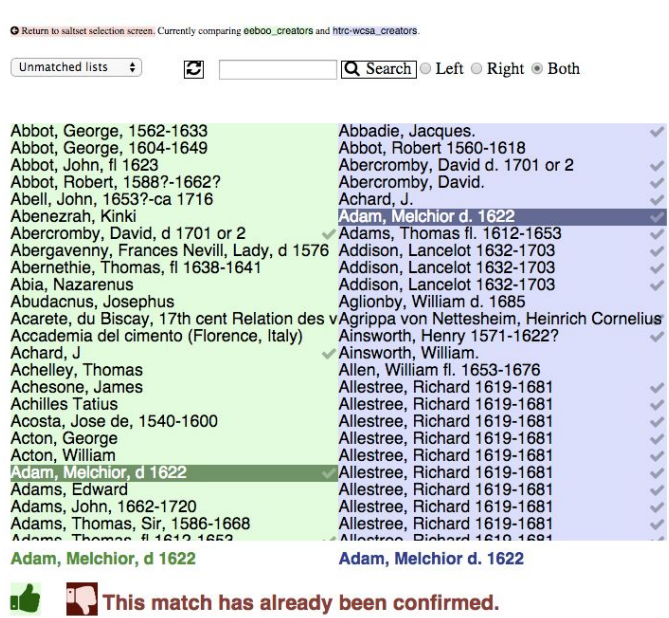 Return to saltset selection screen. Currently comparing eeboo_creators and htrc-wcsa_creators.
Unmatched lists
Search Left Right Both
Abbot, George, 1562-1633
Abbot, George, 1604-1649
Abbot, John, fl 1623
Abbot, Robert, 1588?-1662?
Abell, John, 1653?-ca 1716
Abenezrah, Kinki
Abercromby, David, d 1701 or 2
Abergavenny, Frances Nevill, Lady, d 1576
Abernethie, Thomas, fl 1638-1641
Abia, Nazarenus
Abudacnus, Josephus
Acarete, du Biscay, 17th cent Relation des v
Accademia del cimento (Florence, Italy)
Achard, J
Achelley, Thomas
Achesone, James
Achilles Tatius
Acosta, Jose de, 1540-1600
Acton, George
Acton, William
Adam, Melchior, d 1622
Adams, Edward
Adams, John, 1662-1720
Adams, Thomas, Sir, 1586-1668
Adams, Thomas, fl 1612-1653
Abbadie, Jacques.
Abbot, Robert 1560-1618
Abercromby, David d. 1701 or 2
Abercromby, David.
Achard, J.
Adam, Melchior d. 1622
Adams, Thomas fl. 1612-1653
Addison, Lancelot 1632-1703
Addison, Lancelot 1632-1703
Addison, Lancelot 1632-1703
Aglionby, William d. 1685
Agrippa von Nettesheim, Heinrich Cornelius
Ainsworth, Henry 1571-1622?
Ainsworth, William.
Allen, William fl. 1653-1676
Allestree, Richard 1619-1681
Allestree, Richard 1619-1681
Allestree, Richard 1619-1681
Allestree, Richard 1619-1681
Allestree, Richard 1619-1681
Allestree, Richard 1619-1681
Allestree, Richard 1619-1681
Allestree, Richard 1619-1681
Allestree, Richard 1619-1681
Allestree, Richard 1619-1681
Adam, Melchior, d 1622
Adam, Melchior d. 1622
This match has already been confirmed.